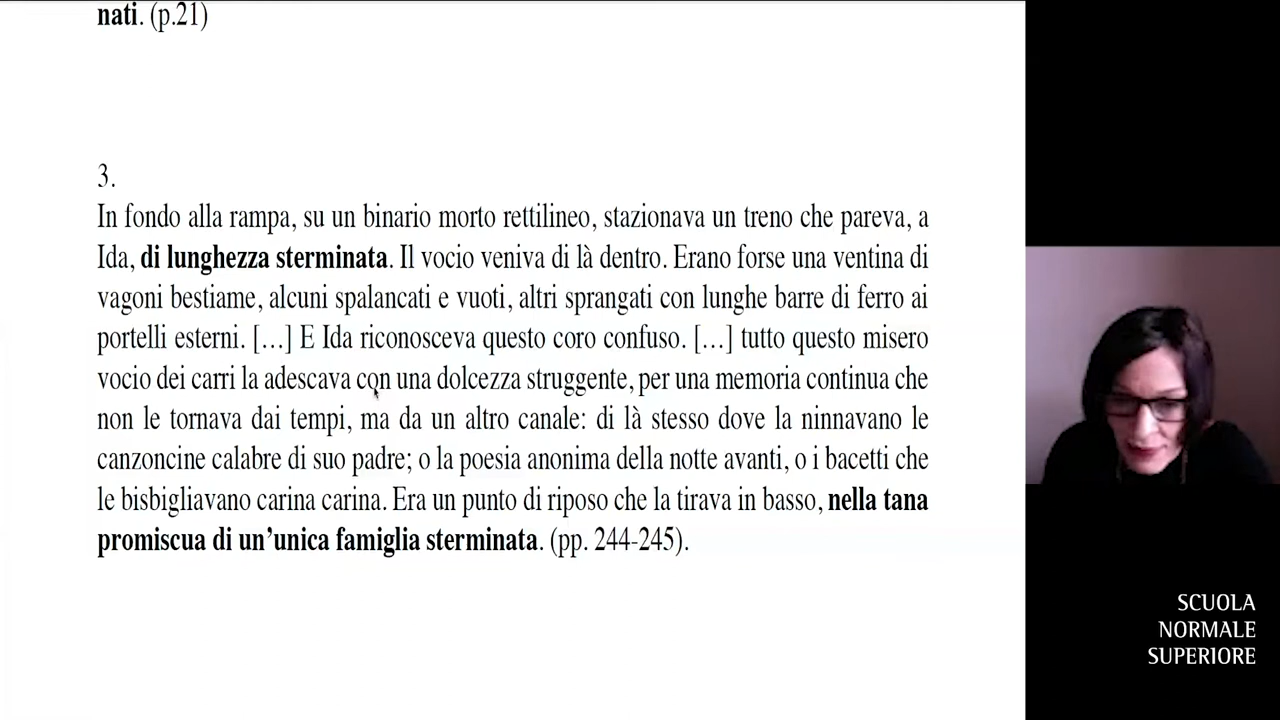 nati. (p.21)
3.
In fondo alla rampa, su un binario morto rettilineo, stazionava un treno che pareva, a
Ida, di lunghezza sterminata. Il vocio veniva di là dentro. Erano forse una ventina di
vagoni bestiame, alcuni spalancati e vuoti, altri sprangati con lunghe barre di ferro ai
portelli esterni. […] E Ida riconosceva questo coro confuso. […] tutto questo misero
vocio dei carri la adescava con una dolcezza struggente, per una memoria continua che
non le tornava dai tempi, ma da un altro canale: di là stesso dove la ninnavano le
canzoncine calabre di suo padre; o la poesia anonima della notte avanti, o i bacetti che
le bisbigliavano carina carina. Era un punto di riposo che la tirava in basso, nella tana
promiscua di un’unica famiglia sterminata. (pp. 244-245).
SCUOLA
NORMALE
SUPERIORE